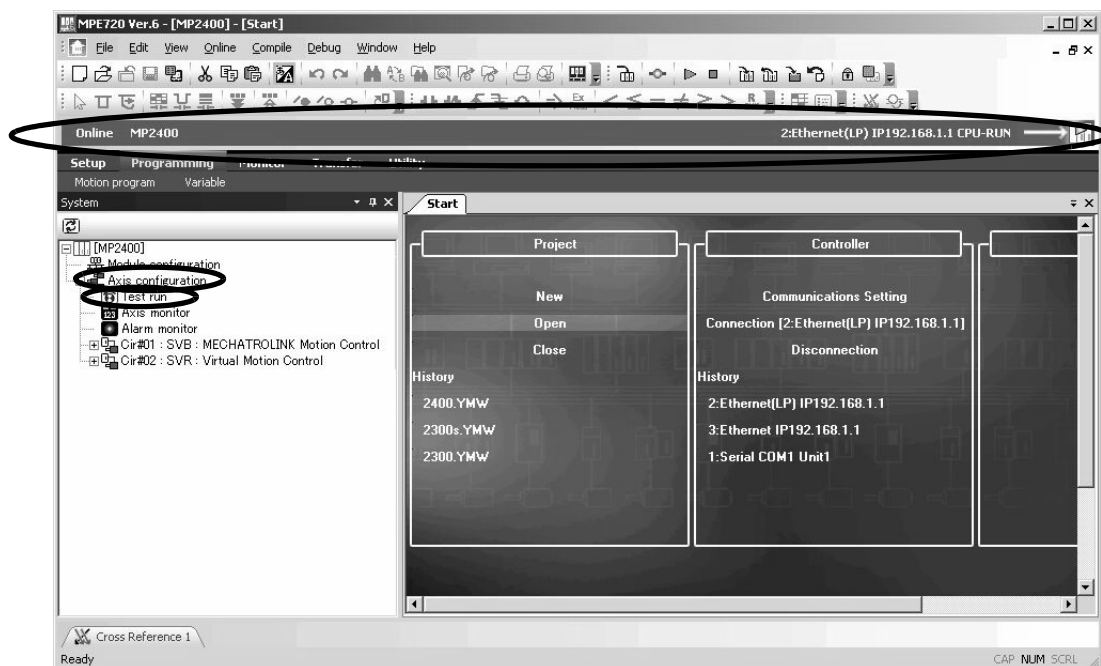 MPE720 Ver.6 - [MP2400] - [Start]
File Edit View Online Compile Debug Window Help
Online MP2400 2:Ethernet(LP) IP192.168.1.1 CPU-RUN
Setup Programming Monitor Transfer Utility
Motion program Variable
System
Start
[MP2400]
Module configuration
Axis configuration
Test run
Axis monitor
Alarm monitor
Cir#01 : SVB : MECHATROLINK Motion Control
Cir#02 : SVR : Virtual Motion Control
Project
New
Open
Close
History
2400.YMW
2300s.YMW
2300.YMW
Controller
Communications Setting
Connection [2:Ethernet(LP) IP192.168.1.1]
Disconnection
History
2:Ethernet(LP) IP192.168.1.1
3:Ethernet IP192.168.1.1
1:Serial COM1 Unit1
Cross Reference 1
Ready CAP NUM SCRL